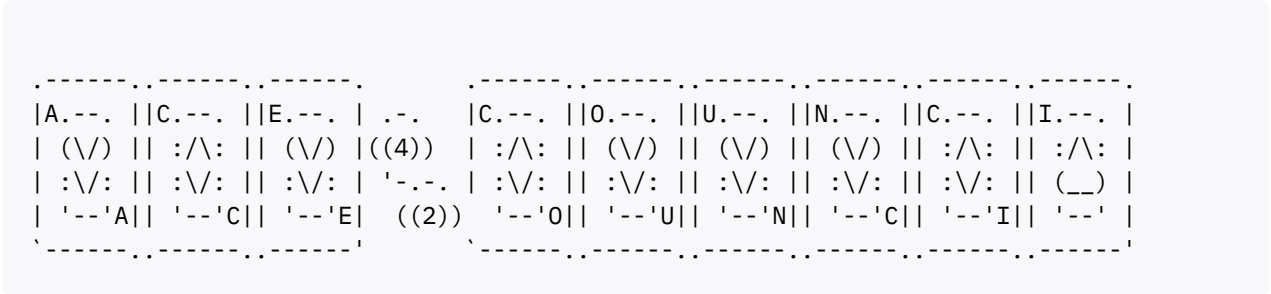 .------..------..------.        .------..------..------..------..------..------.
|A.--. ||C.--. ||E.--. | .-.    |C.--. ||O.--. ||U.--. ||N.--. ||C.--. ||I.--. |
| (\/) || :/\: || (\/) |((4))   | :/\: || (\/) || (\/) || (\/) || :/\: || :/\: |
| :\/: || :\/: || :\/: | '-.-.  | :\/: || :\/: || :\/: || :\/: || :\/: || (__) |
| '--'A|| '--'C|| '--'E|  ((2))   '--'O|| '--'U|| '--'N|| '--'C|| '--'I|| '--' |
`------..------..------'        `------..------..------..------..------..------'